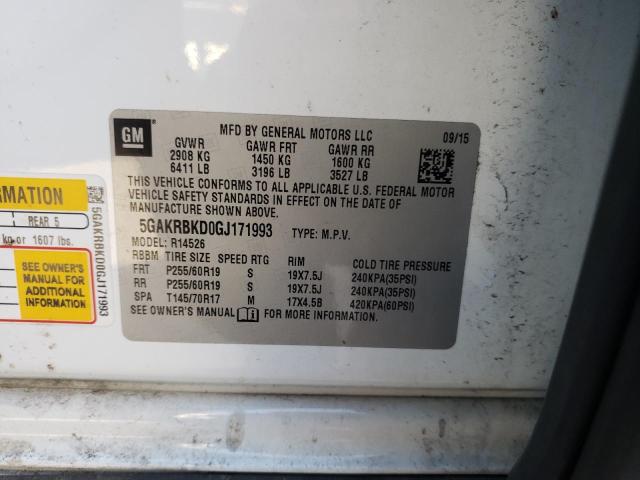 GM
MFD BY GENERAL MOTORS LLC
09/15
GVWR GAWR FRT GAWR RR
2908 KG 1450 KG 1600 KG
6411 LB 3196 LB 3527 LB
THIS VEHICLE CONFORMS TO ALL APPLICABLE U.S. FEDERAL MOTOR
VEHICLE SAFETY STANDARDS IN EFFECT ON THE DATE OF
MANUFACTURE SHOWN ABOVE.
5GAKRBKD0GJ171993 TYPE: M.P.V.
MODEL: R14526
RBBM TIRE SIZE SPEED RTG RIM COLD TIRE PRESSURE
FRT P255/60R19 S 19X7.5J 240KPA(35PSI)
RR P255/60R19 S 19X7.5J 240KPA(35PSI)
SPA T145/70R17 M 17X4.5B 420KPA(60PSI)
SEE OWNER'S MANUAL FOR ADDITIONAL INFORMATION.
RMATION
REAR 5
kg or 1607 lbs.
SEE OWNER'S
MANUAL FOR
ADDITIONAL
INFORMATION
5GAKRBKD0GJ171993